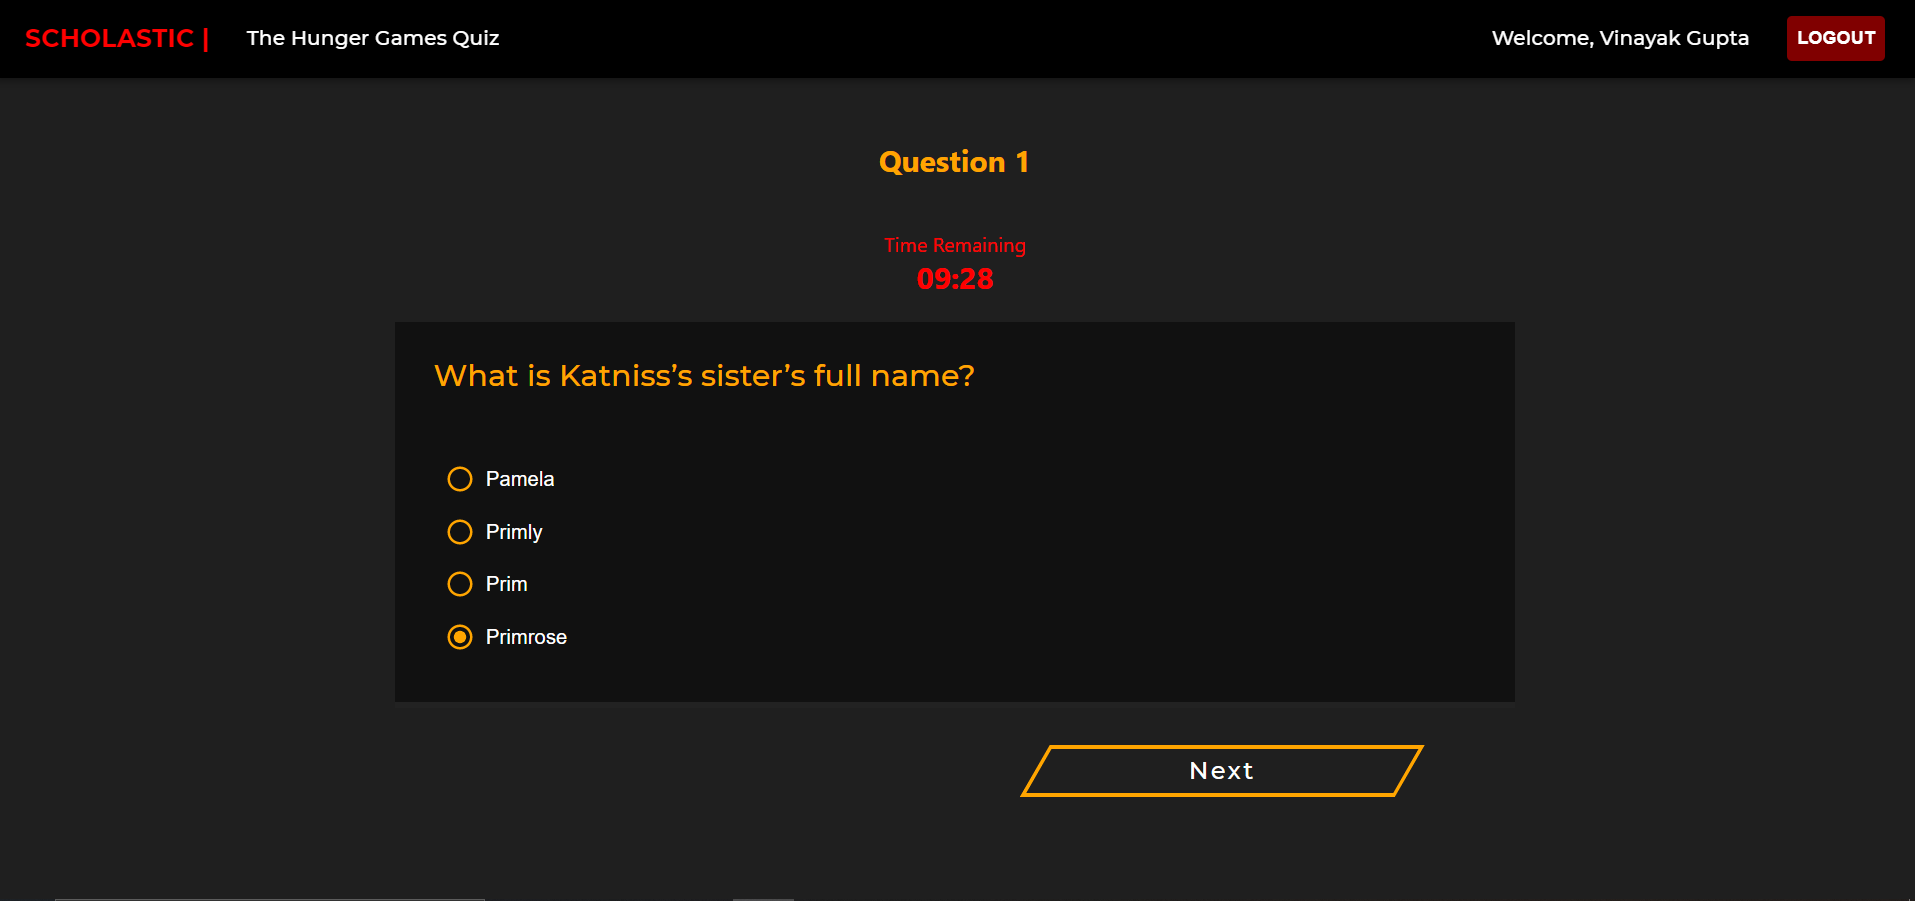 SCHOLASTIC | The Hunger Games Quiz Welcome, Vinayak Gupta LOGOUT
Question 1
Time Remaining
09:28
What is Katniss’s sister’s full name?
Pamela
Primly
Prim
Primrose
Next